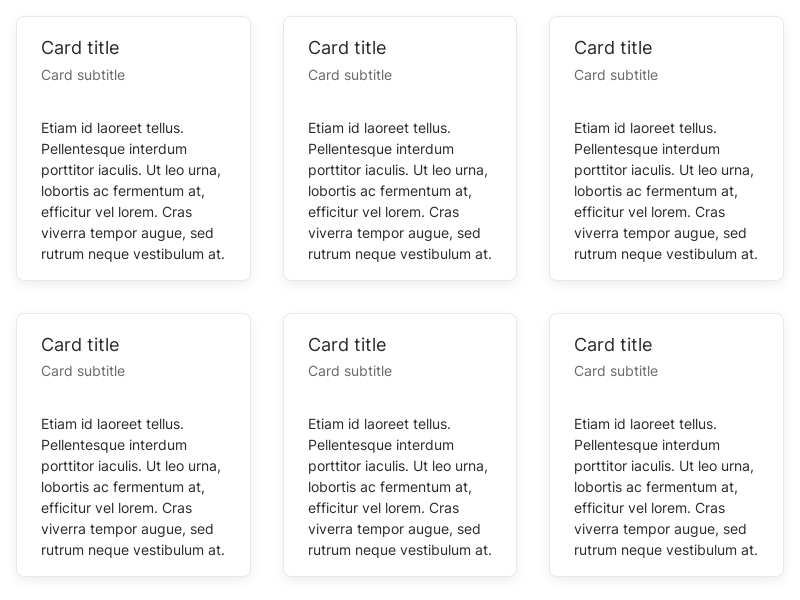 Card title
Card subtitle
Etiam id laoreet tellus.
Pellentesque interdum
porttitor iaculis. Ut leo urna,
lobortis ac fermentum at,
efficitur vel lorem. Cras
viverra tempor augue, sed
rutrum neque vestibulum at.
Card title
Card subtitle
Etiam id laoreet tellus.
Pellentesque interdum
porttitor iaculis. Ut leo urna,
lobortis ac fermentum at,
efficitur vel lorem. Cras
viverra tempor augue, sed
rutrum neque vestibulum at.
Card title
Card subtitle
Etiam id laoreet tellus.
Pellentesque interdum
porttitor iaculis. Ut leo urna,
lobortis ac fermentum at,
efficitur vel lorem. Cras
viverra tempor augue, sed
rutrum neque vestibulum at.
Card title
Card subtitle
Etiam id laoreet tellus.
Pellentesque interdum
porttitor iaculis. Ut leo urna,
lobortis ac fermentum at,
efficitur vel lorem. Cras
viverra tempor augue, sed
rutrum neque vestibulum at.
Card title
Card subtitle
Etiam id laoreet tellus.
Pellentesque interdum
porttitor iaculis. Ut leo urna,
lobortis ac fermentum at,
efficitur vel lorem. Cras
viverra tempor augue, sed
rutrum neque vestibulum at.
Card title
Card subtitle
Etiam id laoreet tellus.
Pellentesque interdum
porttitor iaculis. Ut leo urna,
lobortis ac fermentum at,
efficitur vel lorem. Cras
viverra tempor augue, sed
rutrum neque vestibulum at.